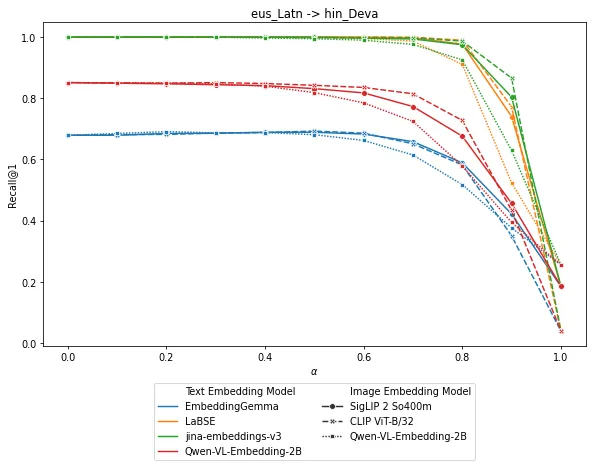 eus_Latn -> hin_Deva
Recall@1
1.0
0.8
0.6
0.4
0.2
0.0
0.0 0.2 0.4 0.6 0.8 1.0
α
Text Embedding Model
EmbeddingGemma
LaBSE
jina-embeddings-v3
Qwen-VL-Embedding-2B
Image Embedding Model
SigLIP 2 So400m
CLIP ViT-B/32
Qwen-VL-Embedding-2B